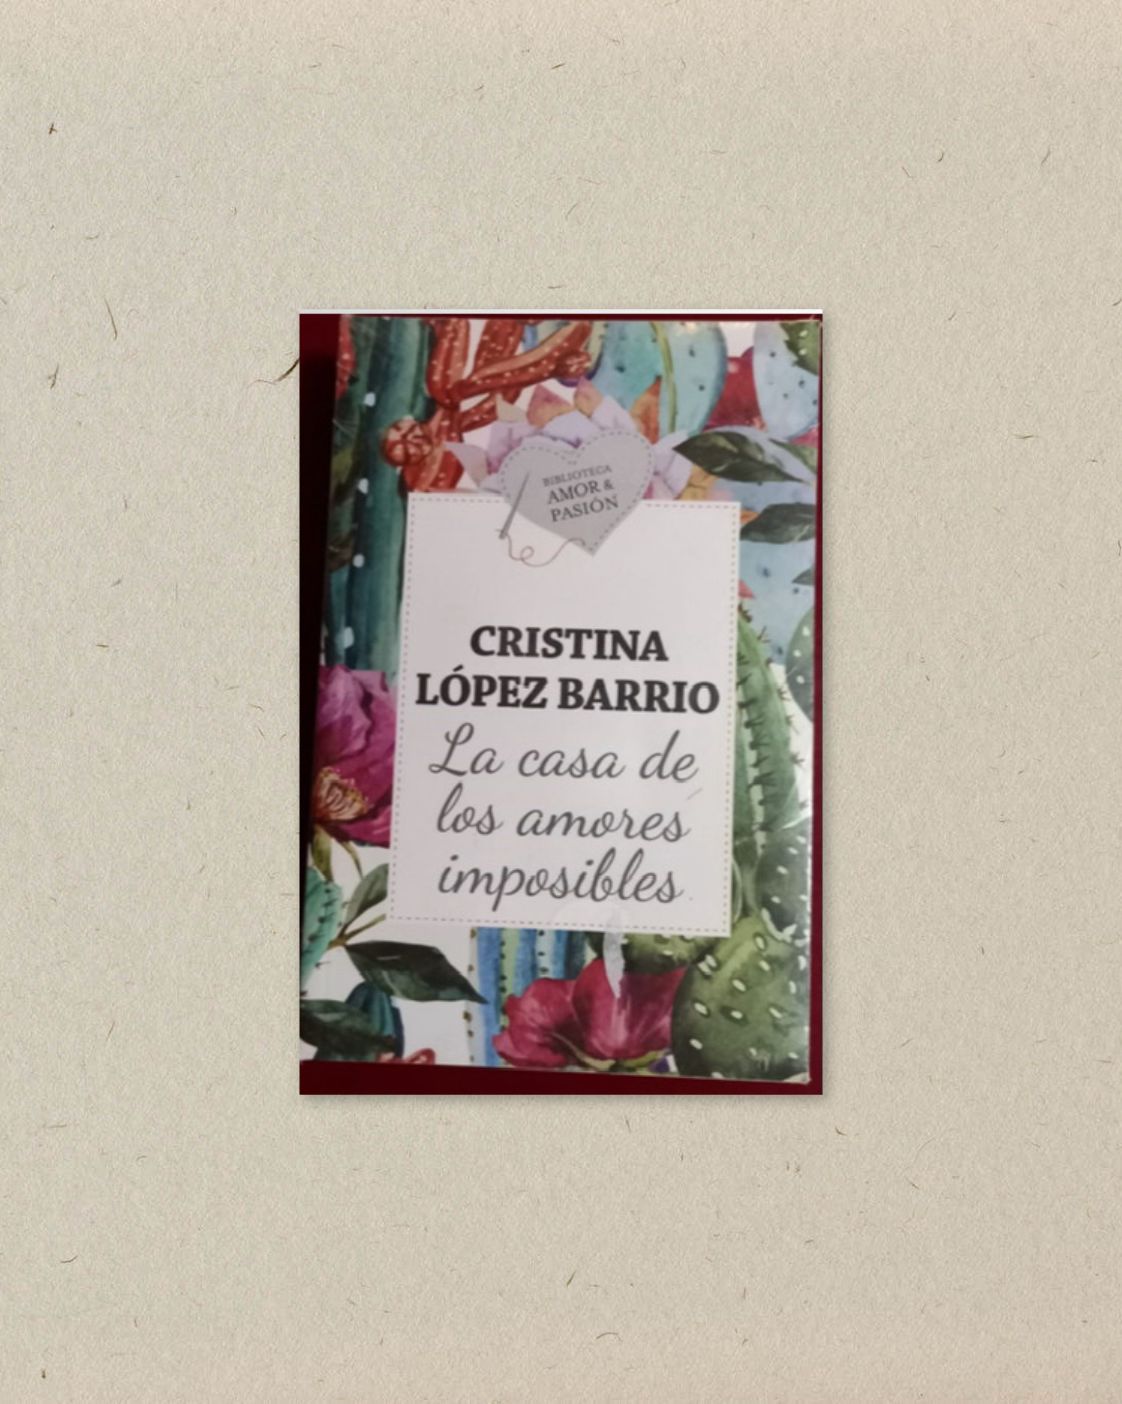 BIBLIOTECA
AMOR &
PASIÓN
CRISTINA
LÓPEZ BARRIO
La casa de
los amores
imposibles